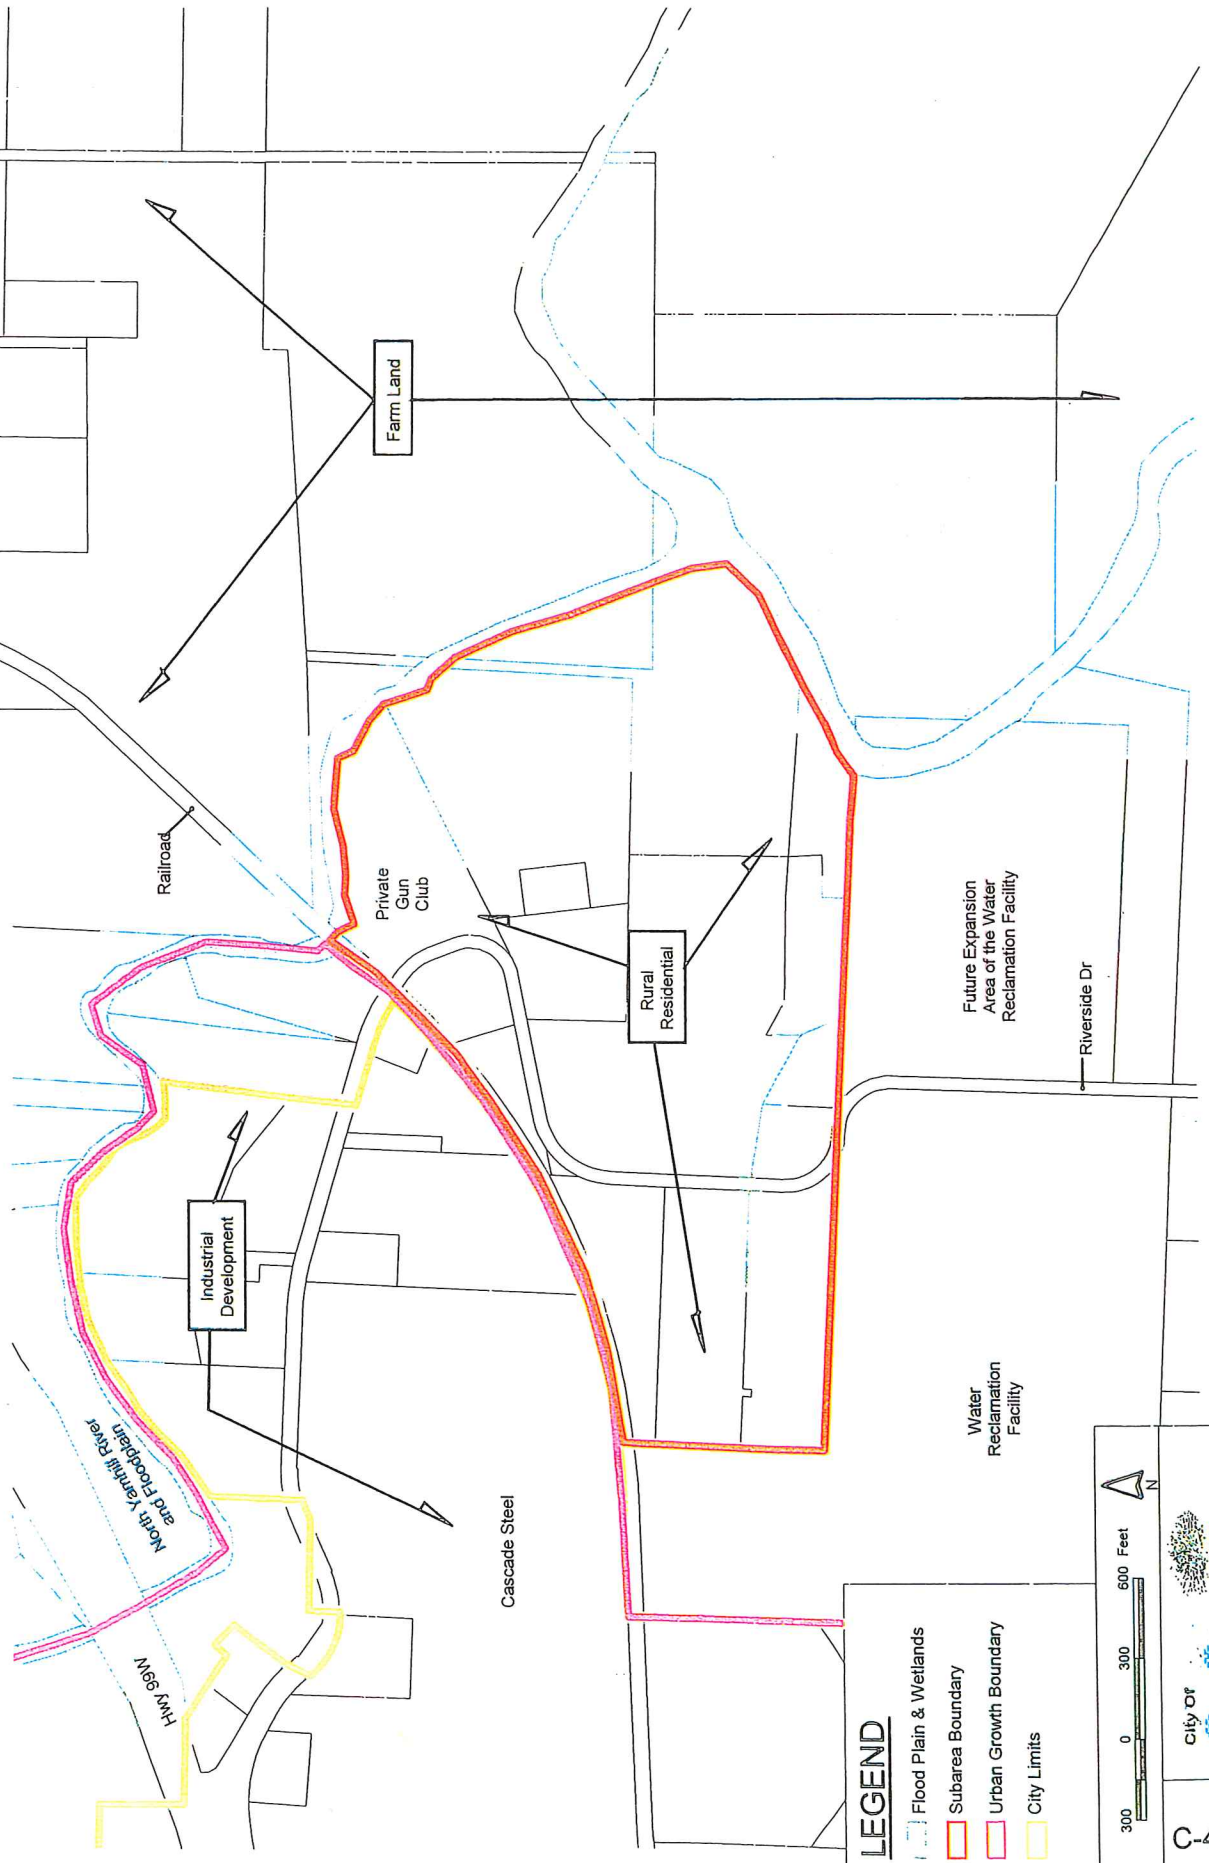 Farm Land
Railroad
Private
Gun
Club
Industrial
Development
Rural
Residential
North Yamhill River
and Floodplain
Hwy 99W
Cascade Steel
Future Expansion
Area of the Water
Reclamation Facility
Riverside Dr
Water
Reclamation
Facility
LEGEND
Flood Plain & Wetlands
Subarea Boundary
Urban Growth Boundary
City Limits
300 0 300 600 Feet
N
City Of